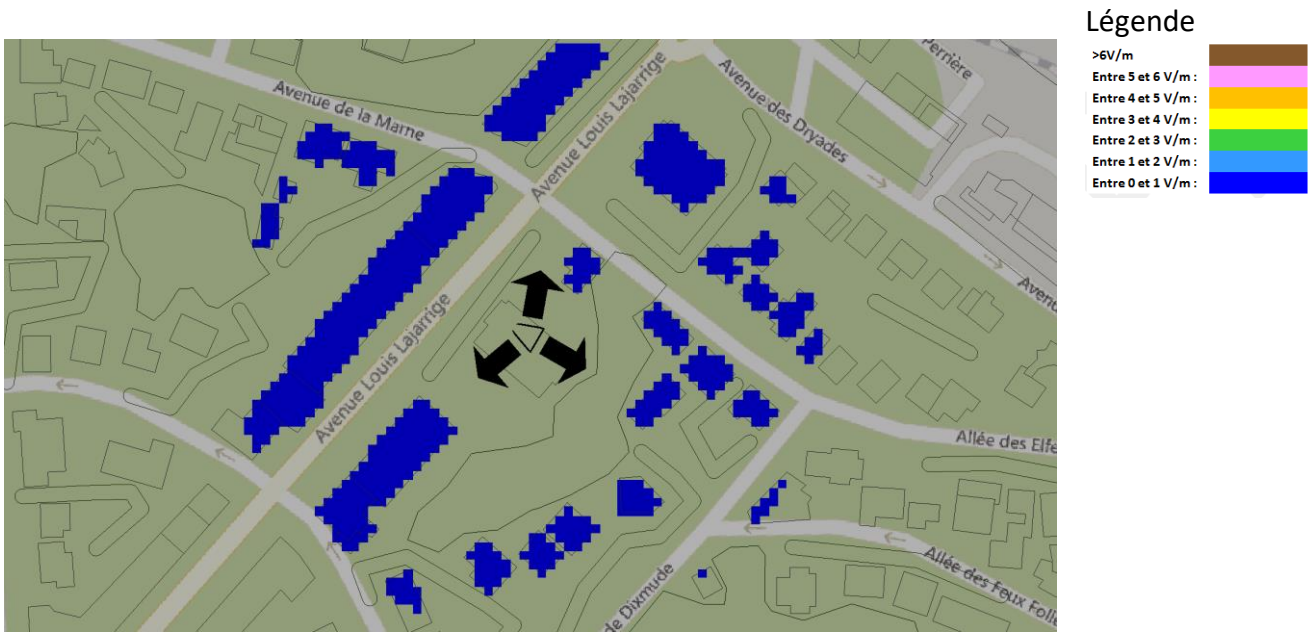 Légende
>6V/m
Entre 5 et 6 V/m :
Entre 4 et 5 V/m :
Entre 3 et 4 V/m :
Entre 2 et 3 V/m :
Entre 1 et 2 V/m :
Entre 0 et 1 V/m :
Perrière
Avenue de la Marne
Avenue Louis Lajarrige
Avenue des Dryades
Avenu
Avenue Louis Lajarrige
Allée des Elfe
Allée des Feux Folle
de Dixmude